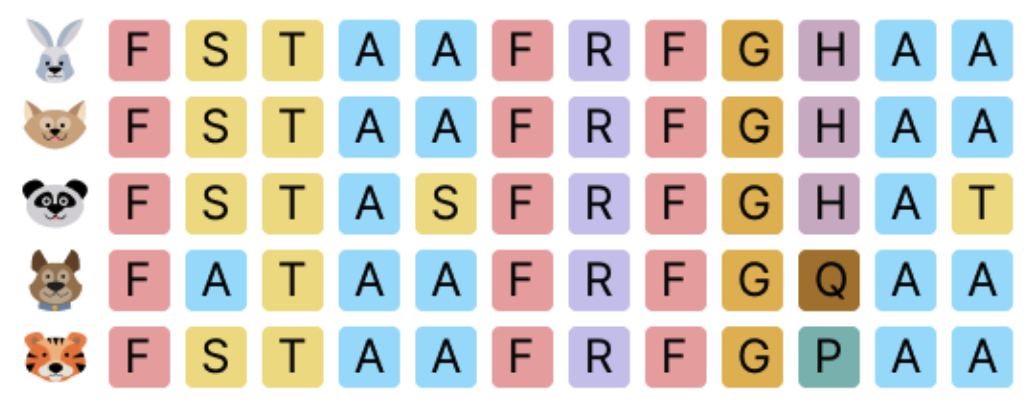 F S T A A F R F G H A A
F S T A A F R F G H A A
F S T A S F R F G H A T
F A T A A F R F G Q A A
F S T A A F R F G P A A